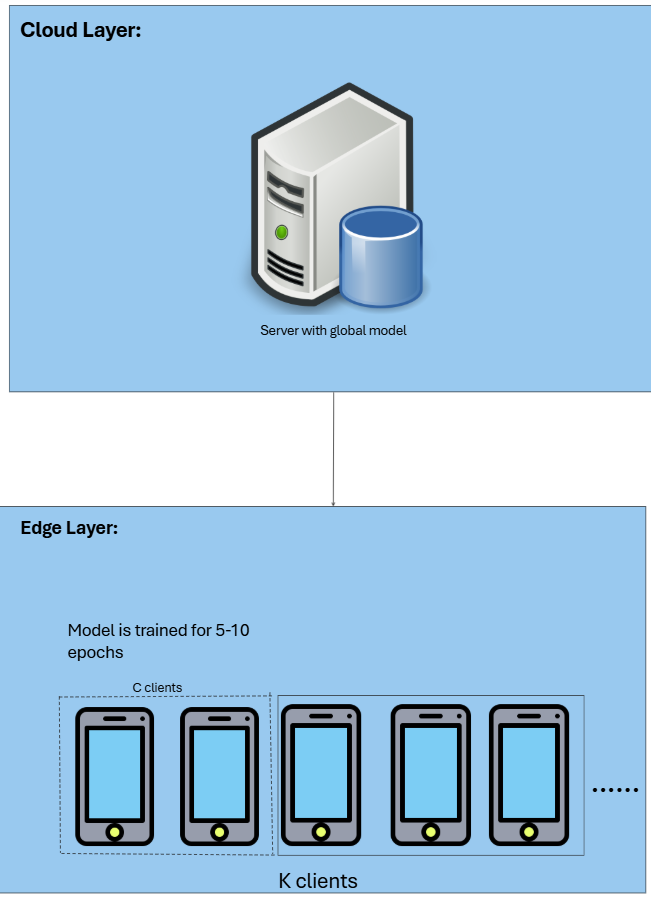 Cloud Layer:
Server with global model
Edge Layer:
Model is trained for 5-10
epochs
C clients
......
K clients